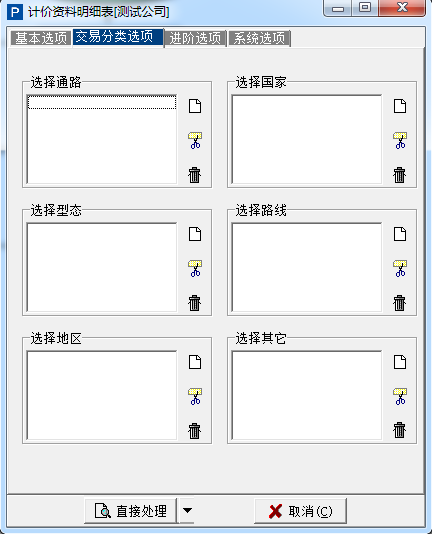 P 计价资料明细表[测试公司]
基本选项 交易分类选项 进阶选项 系统选项
选择通路 选择国家
选择型态 选择路线
选择地区 选择其它
直接处理 取消(C)